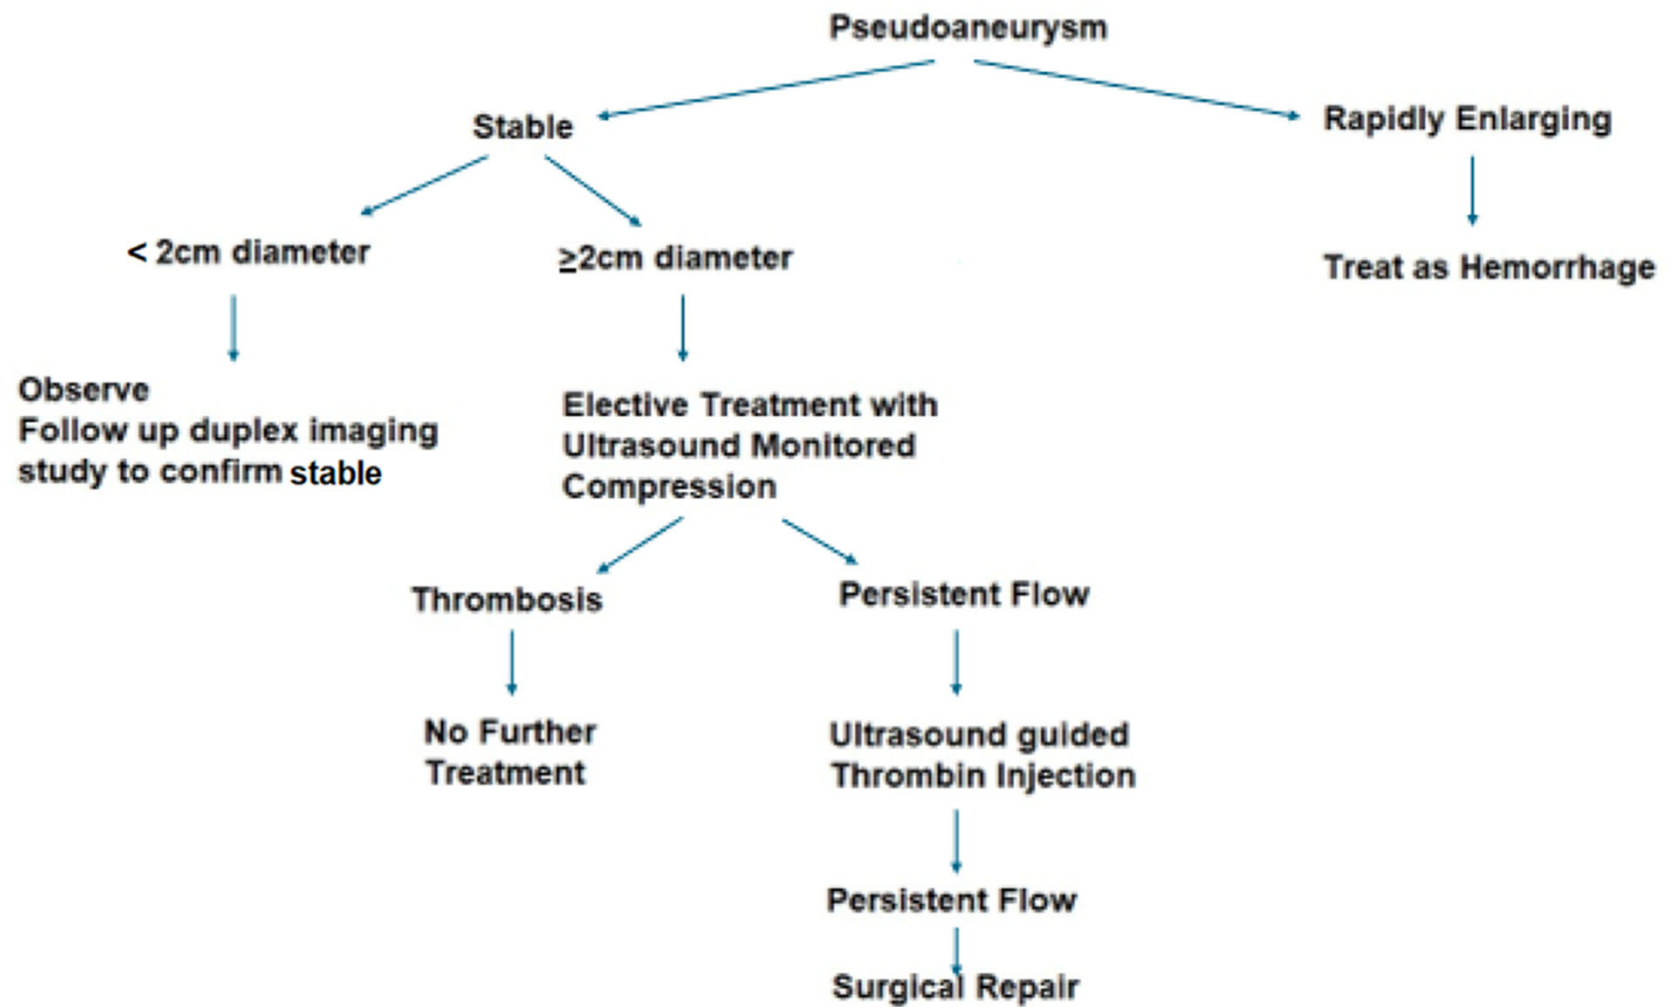 Pseudoaneurysm
Stable
Rapidly Enlarging
< 2cm diameter
≥2cm diameter
Treat as Hemorrhage
Observe
Follow up duplex imaging
study to confirm stable
Elective Treatment with
Ultrasound Monitored
Compression
Thrombosis
Persistent Flow
No Further
Treatment
Ultrasound guided
Thrombin Injection
Persistent Flow
Surgical Repair